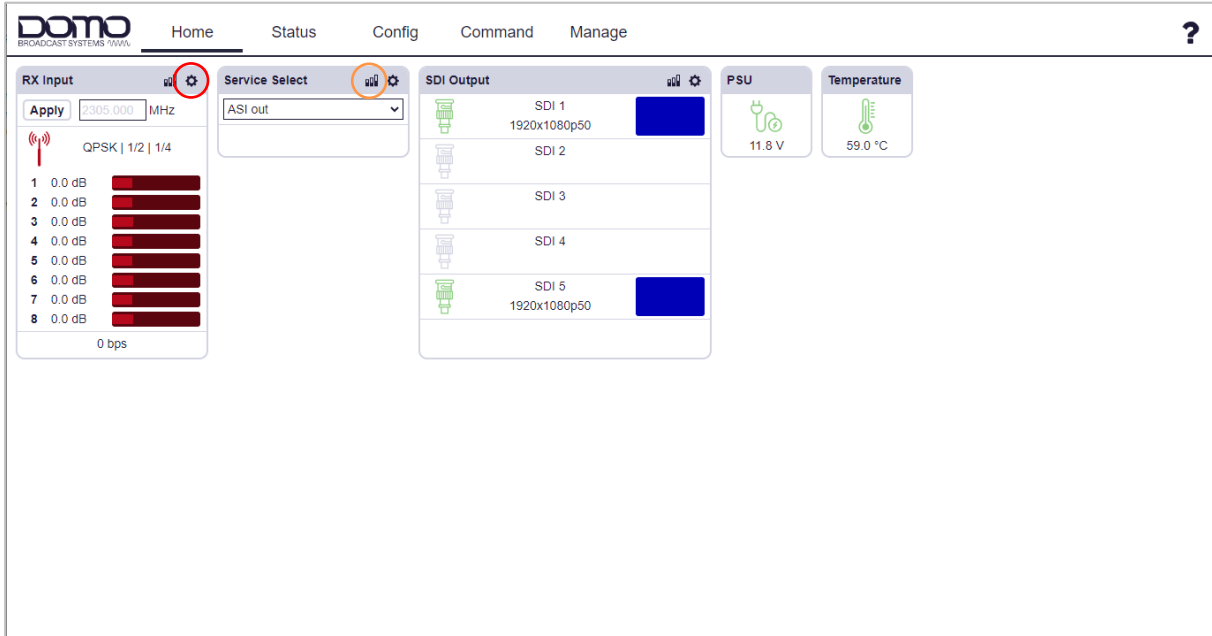 DOMO
BROADCAST SYSTEMS
Home
Status
Config
Command
Manage
?
RX Input
Apply
2305.000
MHz
QPSK | 1/2 | 1/4
1 0.0 dB
2 0.0 dB
3 0.0 dB
4 0.0 dB
5 0.0 dB
6 0.0 dB
7 0.0 dB
8 0.0 dB
0 bps
Service Select
ASI out
SDI Output
SDI 1
1920x1080p50
SDI 2
SDI 3
SDI 4
SDI 5
1920x1080p50
PSU
11.8 V
Temperature
59.0 °C